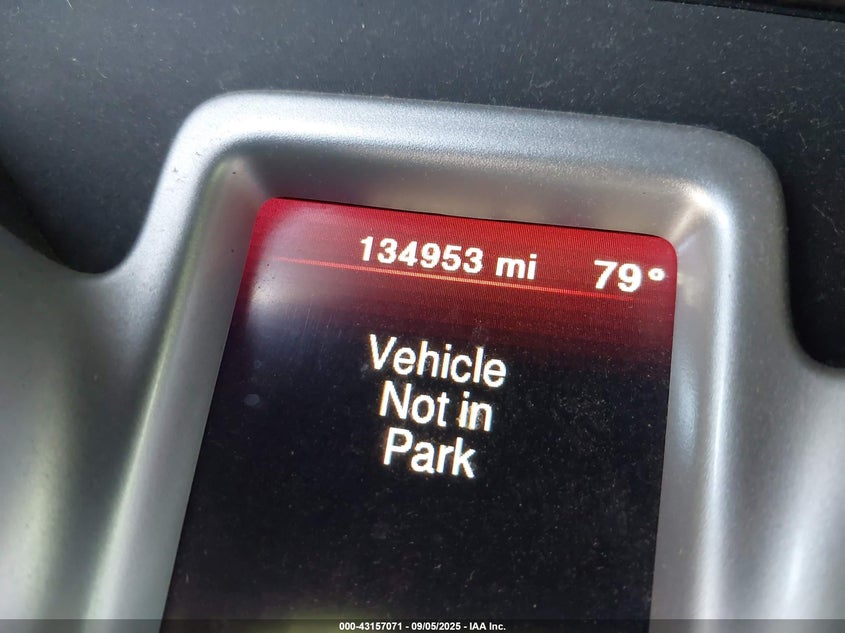 134953 mi 79°
Vehicle
Not in
Park
000-43157071 - 09/05/2025 - IAA Inc.